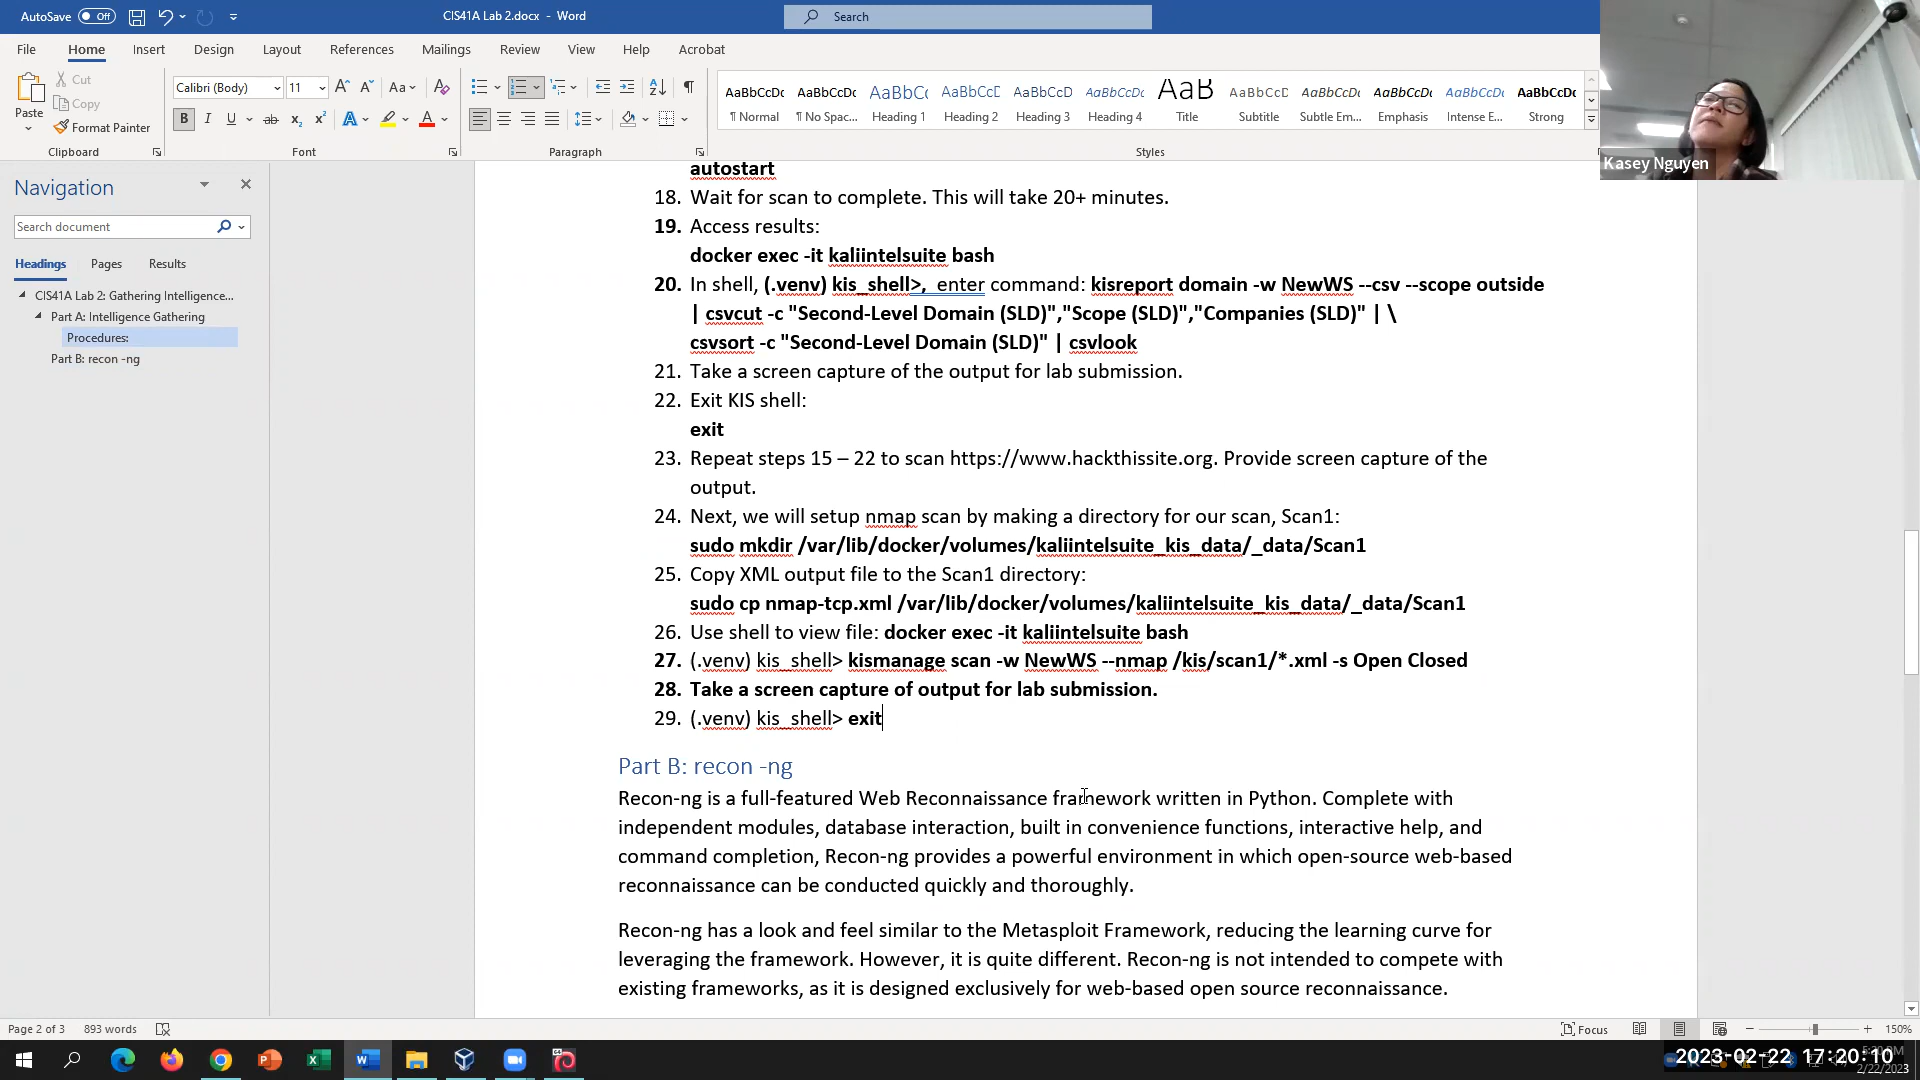 AutoSave Off CIS41A Lab 2.docx - Word Search
File Home Insert Design Layout References Mailings Review View Help Acrobat
Cut
Copy
Paste Format Painter
Calibri (Body) 11
AaBbCcDc AaBbCcDc AaBbC( AaBbCcD AaBbCcD AaBbCcDc AaB AaBbCcD AaBbCcDc AaBbCcDc AaBbCcDc AaBbCcDc
¶ Normal ¶ No Spac... Heading 1 Heading 2 Heading 3 Heading 4 Title Subtitle Subtle Em... Emphasis Intense E... Strong
Clipboard Font Paragraph Styles
Kasey Nguyen
Navigation
Search document
Headings Pages Results
CIS41A Lab 2: Gathering Intelligence...
Part A: Intelligence Gathering
Procedures:
Part B: recon -ng
autostart
18. Wait for scan to complete. This will take 20+ minutes.
19. Access results:
docker exec -it kaliintelsuite bash
20. In shell, (.venv) kis_shell>, enter command: kisreport domain -w NewWS --csv --scope outside
| csvcut -c "Second-Level Domain (SLD)","Scope (SLD)","Companies (SLD)" | \
csvsort -c "Second-Level Domain (SLD)" | csvlook
21. Take a screen capture of the output for lab submission.
22. Exit KIS shell:
exit
23. Repeat steps 15 – 22 to scan https://www.hackthissite.org. Provide screen capture of the
output.
24. Next, we will setup nmap scan by making a directory for our scan, Scan1:
sudo mkdir /var/lib/docker/volumes/kaliintelsuite_kis_data/_data/Scan1
25. Copy XML output file to the Scan1 directory:
sudo cp nmap-tcp.xml /var/lib/docker/volumes/kaliintelsuite_kis_data/_data/Scan1
26. Use shell to view file: docker exec -it kaliintelsuite bash
27. (.venv) kis_shell> kismanage scan -w NewWS --nmap /kis/scan1/*.xml -s Open Closed
28. Take a screen capture of output for lab submission.
29. (.venv) kis_shell> exit
Part B: recon -ng
Recon-ng is a full-featured Web Reconnaissance framework written in Python. Complete with
independent modules, database interaction, built in convenience functions, interactive help, and
command completion, Recon-ng provides a powerful environment in which open-source web-based
reconnaissance can be conducted quickly and thoroughly.
Recon-ng has a look and feel similar to the Metasploit Framework, reducing the learning curve for
leveraging the framework. However, it is quite different. Recon-ng is not intended to compete with
existing frameworks, as it is designed exclusively for web-based open source reconnaissance.
Page 2 of 3 893 words Focus 150%
2023-02-22 17:20:10
2/22/2023